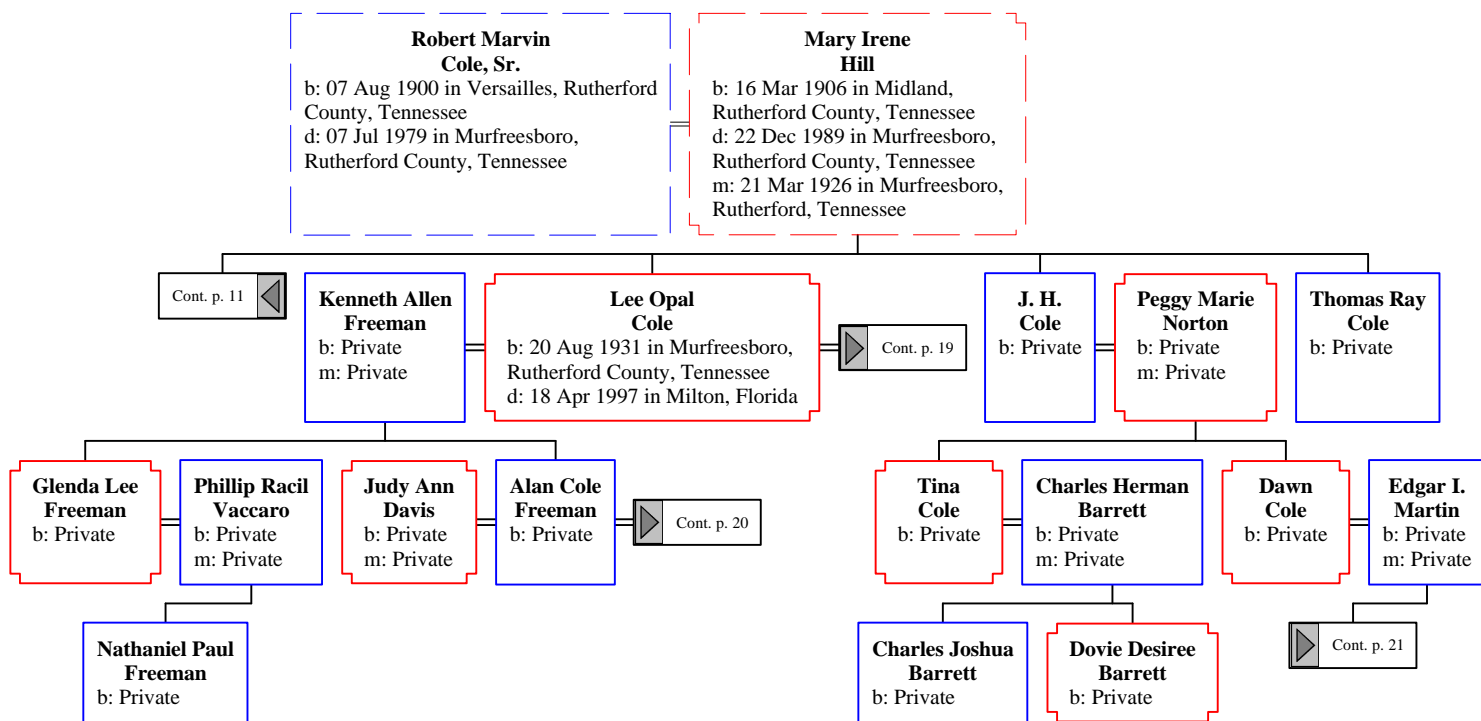 Robert Marvin
Cole, Sr.
b: 07 Aug 1900 in Versailles, Rutherford
County, Tennessee
d: 07 Jul 1979 in Murfreesboro,
Rutherford County, Tennessee
Mary Irene
Hill
b: 16 Mar 1906 in Midland,
Rutherford County, Tennessee
d: 22 Dec 1989 in Murfreesboro,
Rutherford County, Tennessee
m: 21 Mar 1926 in Murfreesboro,
Rutherford, Tennessee
Cont. p. 11
Kenneth Allen
Freeman
b: Private
m: Private
Lee Opal
Cole
b: 20 Aug 1931 in Murfreesboro,
Rutherford County, Tennessee
d: 18 Apr 1997 in Milton, Florida
Cont. p. 19
J. H.
Cole
b: Private
Peggy Marie
Norton
b: Private
m: Private
Thomas Ray
Cole
b: Private
Glenda Lee
Freeman
b: Private
Phillip Racil
Vaccaro
b: Private
m: Private
Judy Ann
Davis
b: Private
m: Private
Alan Cole
Freeman
b: Private
Cont. p. 20
Tina
Cole
b: Private
Charles Herman
Barrett
b: Private
m: Private
Dawn
Cole
b: Private
Edgar I.
Martin
b: Private
m: Private
Nathaniel Paul
Freeman
b: Private
Charles Joshua
Barrett
b: Private
Dovie Desiree
Barrett
b: Private
Cont. p. 21